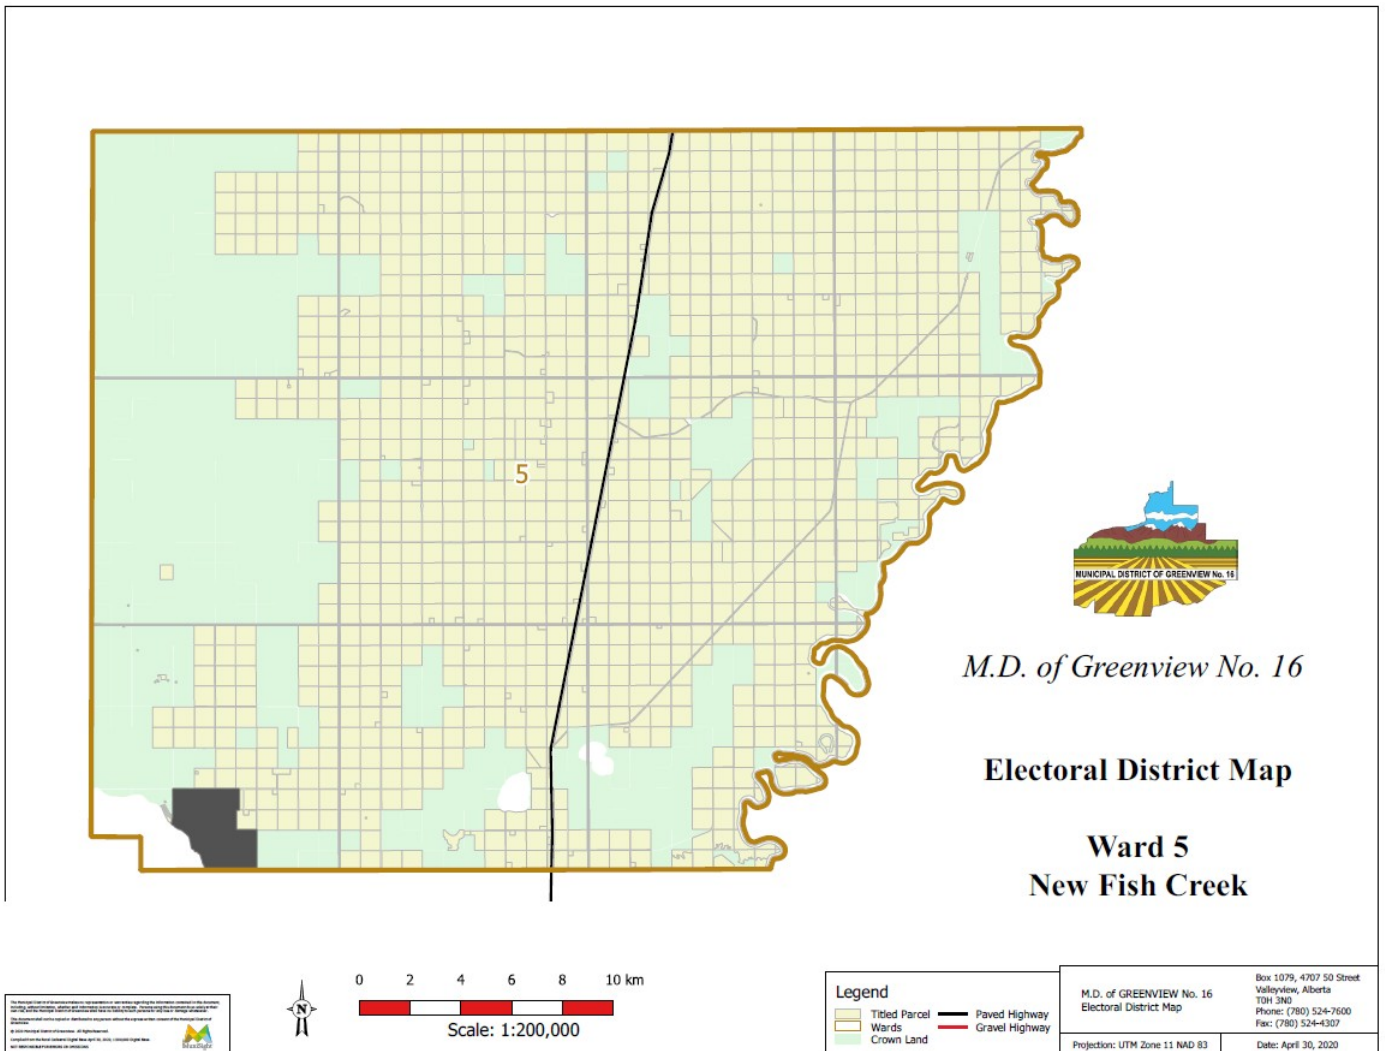 5
MUNICIPAL DISTRICT OF GREENVIEW No. 16
M.D. of Greenview No. 16
Electoral District Map
Ward 5
New Fish Creek
N
0 2 4 6 8 10 km
Scale: 1:200,000
Legend
Titled Parcel
Wards
Crown Land
Paved Highway
Gravel Highway
M.D. of GREENVIEW No. 16
Electoral District Map
Box 1079, 4707 50 Street
Valleyview, Alberta
T0H 3N0
Phone: (780) 524-7600
Fax: (780) 524-4307
Projection: UTM Zone 11 NAD 83
Date: April 30, 2020